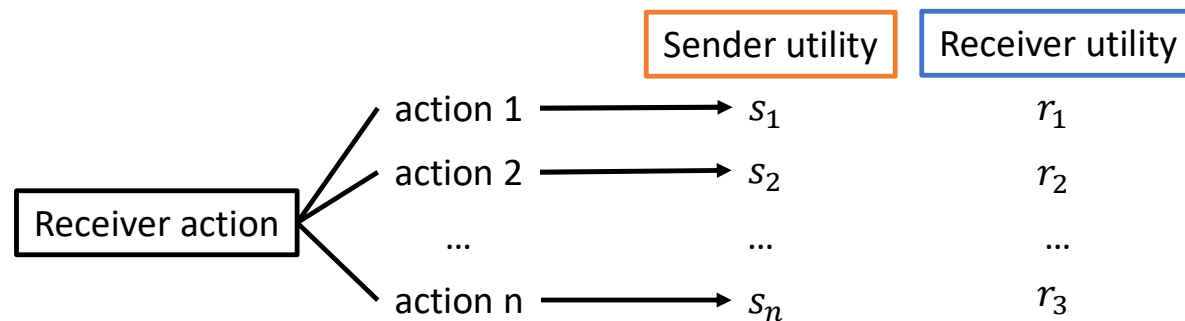 Sender utility Receiver utility
action 1 s₁ r₁
action 2 s₂ r₂
Receiver action
... ... ...
action n sₙ r₃